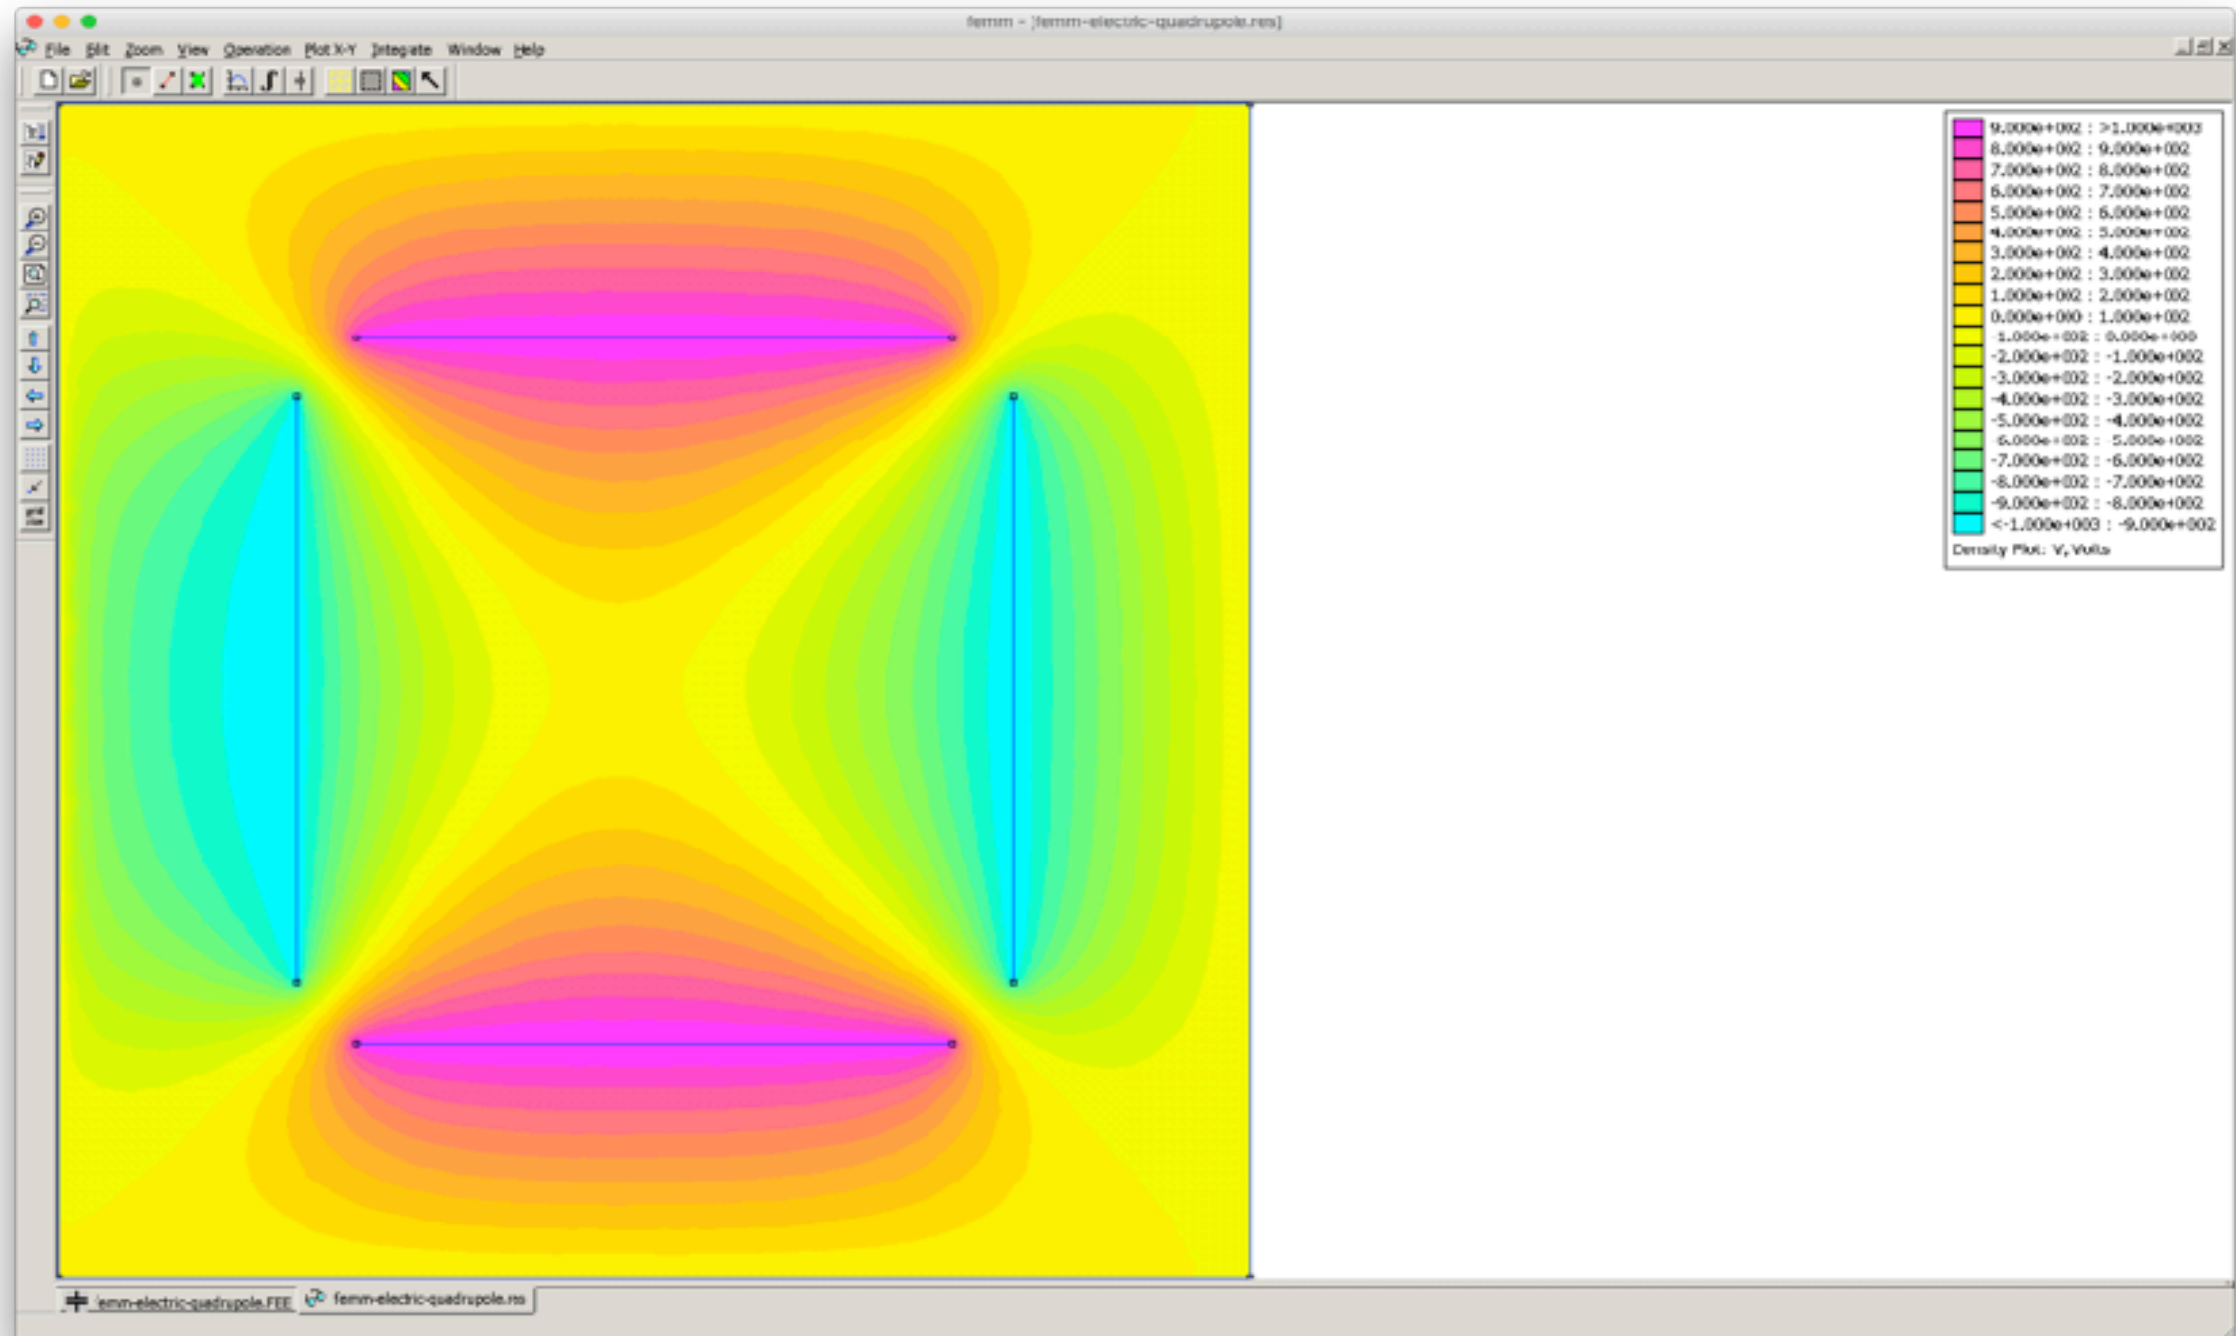 femm - [femm-electric-quadrupole.res]
File Edit Zoom View Operation Plot X-Y Integrate Window Help
9.000e+002 : >1.000e+003
8.000e+002 : 9.000e+002
7.000e+002 : 8.000e+002
6.000e+002 : 7.000e+002
5.000e+002 : 6.000e+002
4.000e+002 : 5.000e+002
3.000e+002 : 4.000e+002
2.000e+002 : 3.000e+002
1.000e+002 : 2.000e+002
0.000e+000 : 1.000e+002
-1.000e+002 : 0.000e+000
-2.000e+002 : -1.000e+002
-3.000e+002 : -2.000e+002
-4.000e+002 : -3.000e+002
-5.000e+002 : -4.000e+002
-6.000e+002 : -5.000e+002
-7.000e+002 : -6.000e+002
-8.000e+002 : -7.000e+002
-9.000e+002 : -8.000e+002
<-1.000e+003 : -9.000e+002
Density Plot: V, Volts
femm-electric-quadrupole.FEE femm-electric-quadrupole.res